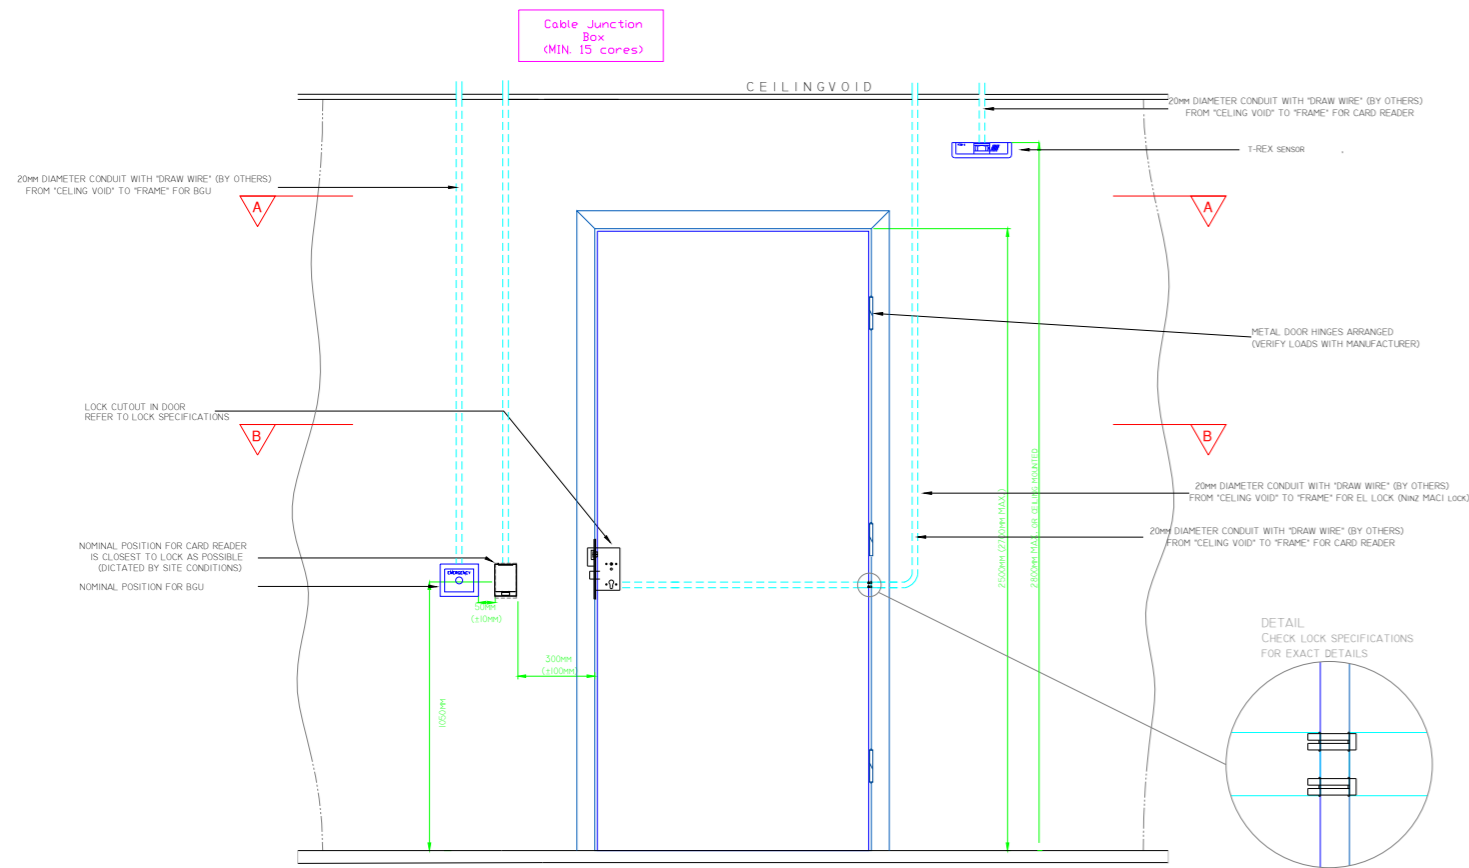 Cable Junction
Box
(MIN. 15 cores)
CEILINGVOID
20MM DIAMETER CONDUIT WITH "DRAW WIRE" (BY OTHERS)
FROM "CELING VOID" TO "FRAME" FOR CARD READER
T-REX SENSOR
20MM DIAMETER CONDUIT WITH "DRAW WIRE" (BY OTHERS)
FROM "CELING VOID" TO "FRAME" FOR BGU
A
A
METAL DOOR HINGES ARRANGED
(VERIFY LOADS WITH MANUFACTURER)
LOCK CUTOUT IN DOOR
REFER TO LOCK SPECIFICATIONS
B
B
2500MM (2700MM MAX.)
2800MM MAX. OR CEILING MOUNTED
20MM DIAMETER CONDUIT WITH "DRAW WIRE" (BY OTHERS)
FROM "CELING VOID" TO "FRAME" FOR EL LOCK (NINZ MACI LOCK)
20MM DIAMETER CONDUIT WITH "DRAW WIRE" (BY OTHERS)
FROM "CELING VOID" TO "FRAME" FOR CARD READER
NOMINAL POSITION FOR CARD READER
IS CLOSEST TO LOCK AS POSSIBLE
(DICTATED BY SITE CONDITIONS)
NOMINAL POSITION FOR BGU
EMERGENCY
50MM
(±10MM)
300MM
(±100MM)
1050MM
DETAIL
CHECK LOCK SPECIFICATIONS
FOR EXACT DETAILS